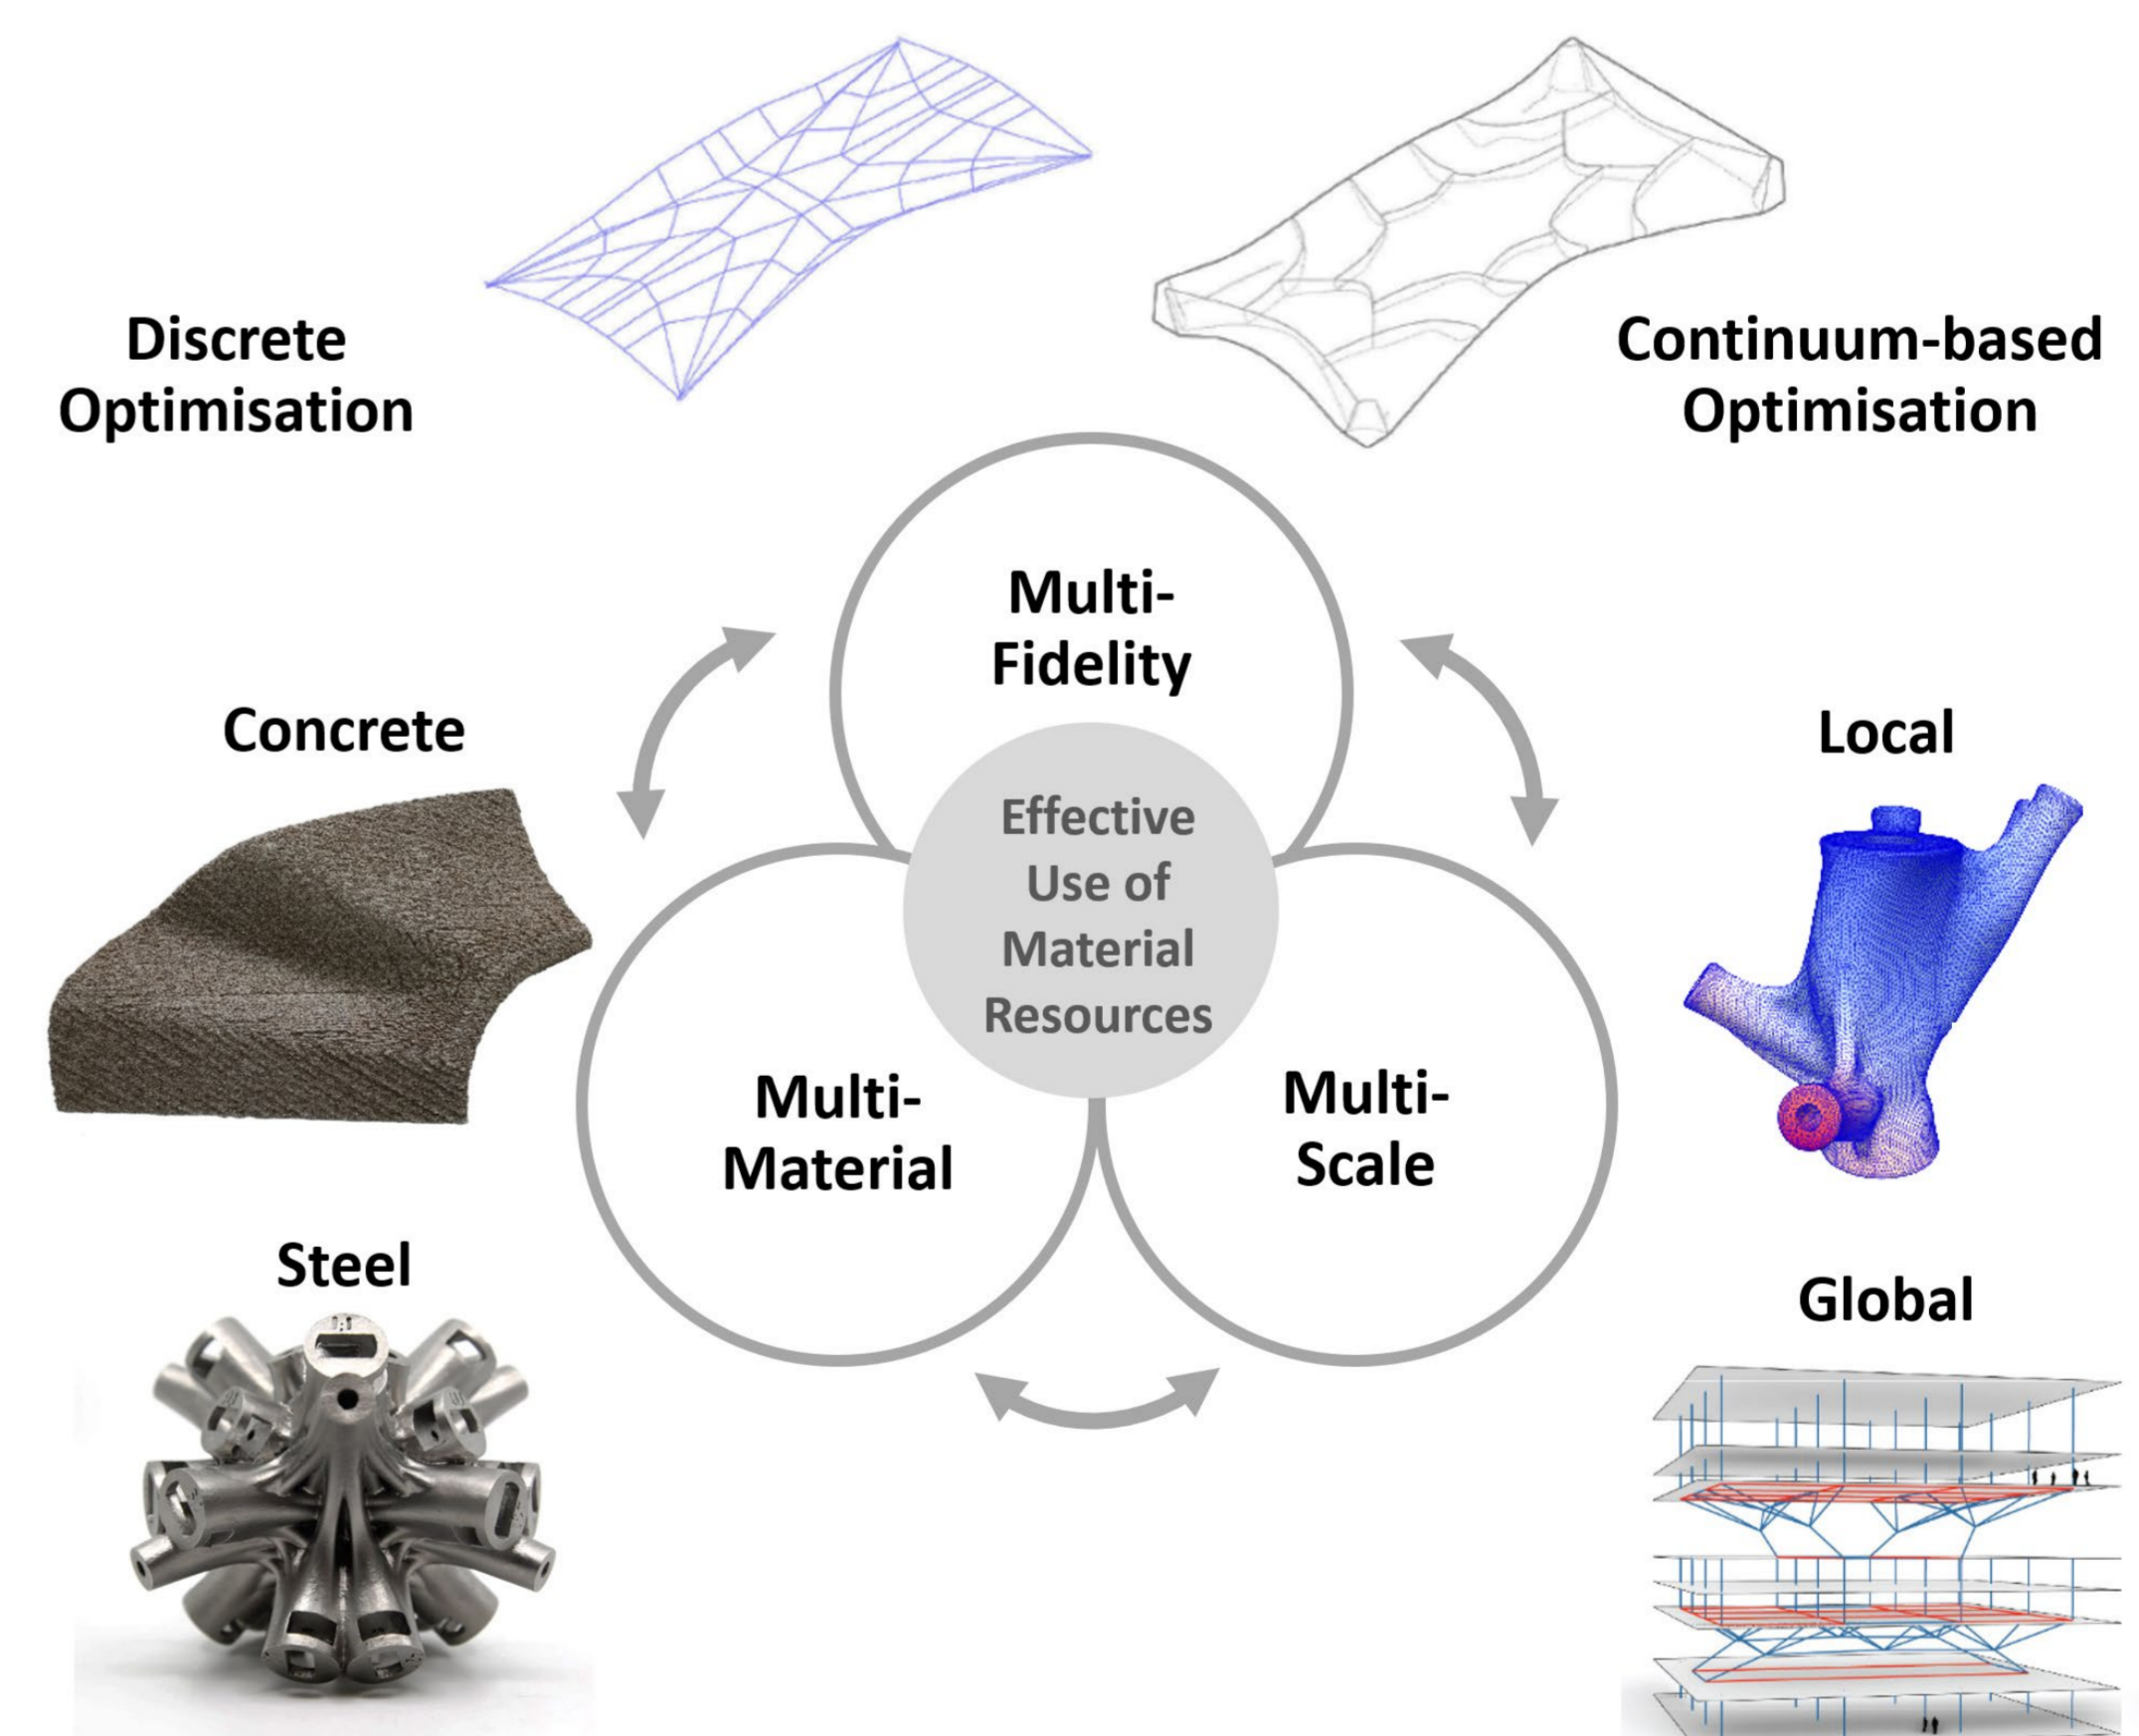 Discrete
Optimisation
Continuum-based
Optimisation
Multi-
Fidelity
Concrete
Local
Effective
Use of
Material
Resources
Multi-
Material
Multi-
Scale
Steel
Global